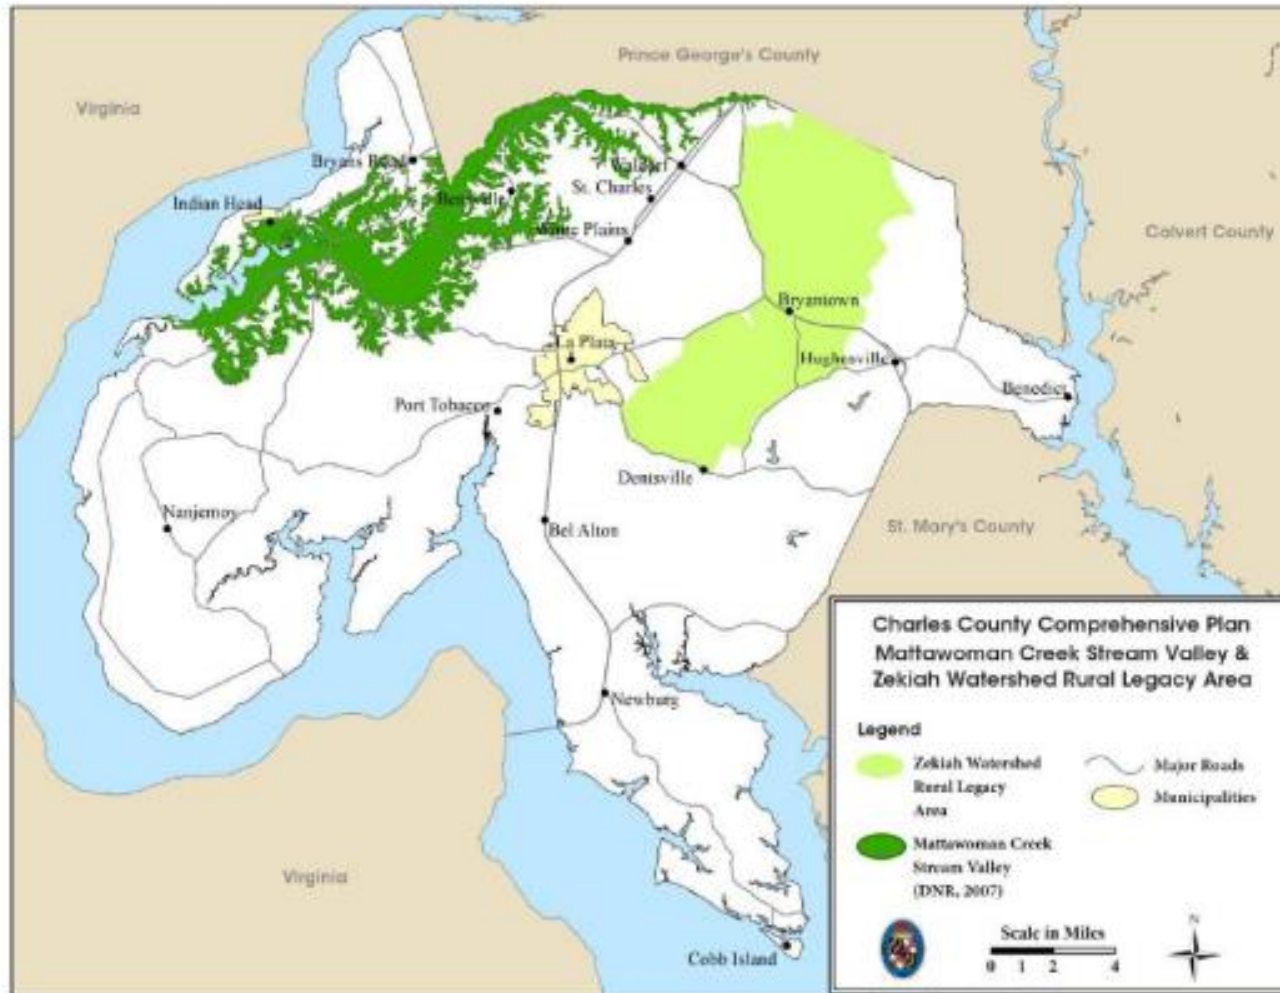 Prince George's County
Virginia
Bryans Road
Waldorf
St. Charles
Indian Head
White Plains
Calvert County
Bryantown
La Plata
Hughesville
Benedict
Port Tobacco
Dentsville
Nanjemoy
Bel Alton
St. Mary's County
Newburg
Virginia
Cobb Island
Charles County Comprehensive Plan
Mattawoman Creek Stream Valley &
Zekiah Watershed Rural Legacy Area
Legend
Zekiah Watershed
Rural Legacy
Area
Major Roads
Municipalities
Mattawoman Creek
Stream Valley
(DNR, 2007)
N
Scale in Miles
0 1 2 4